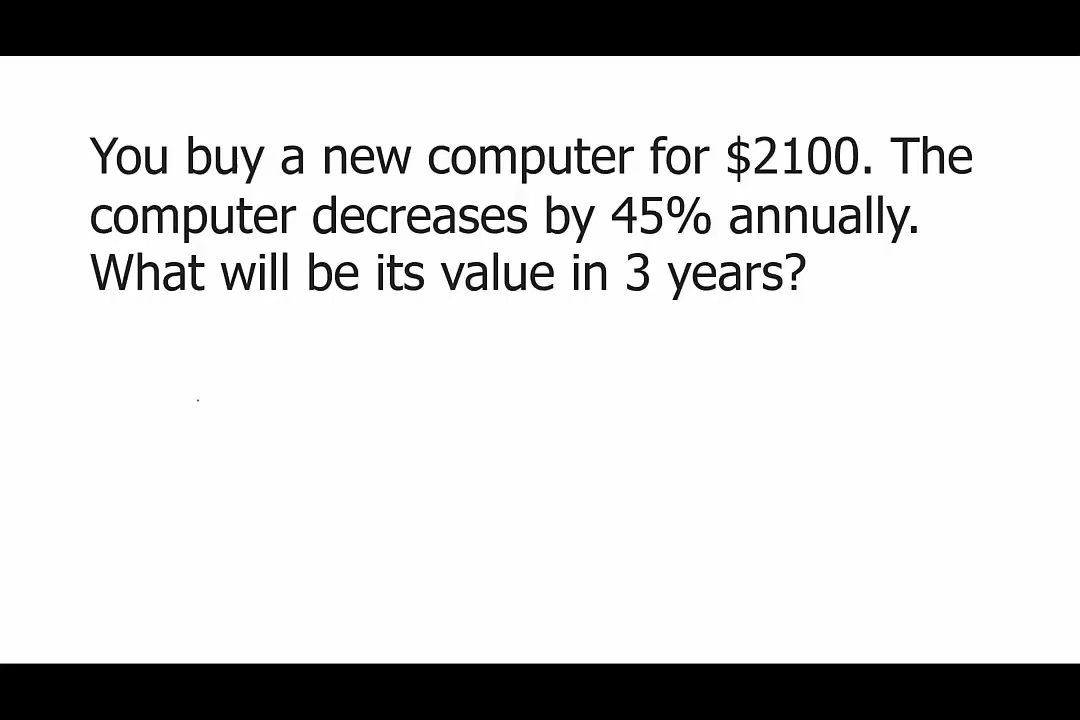 You buy a new computer for $2100. The
computer decreases by 45% annually.
What will be its value in 3 years?